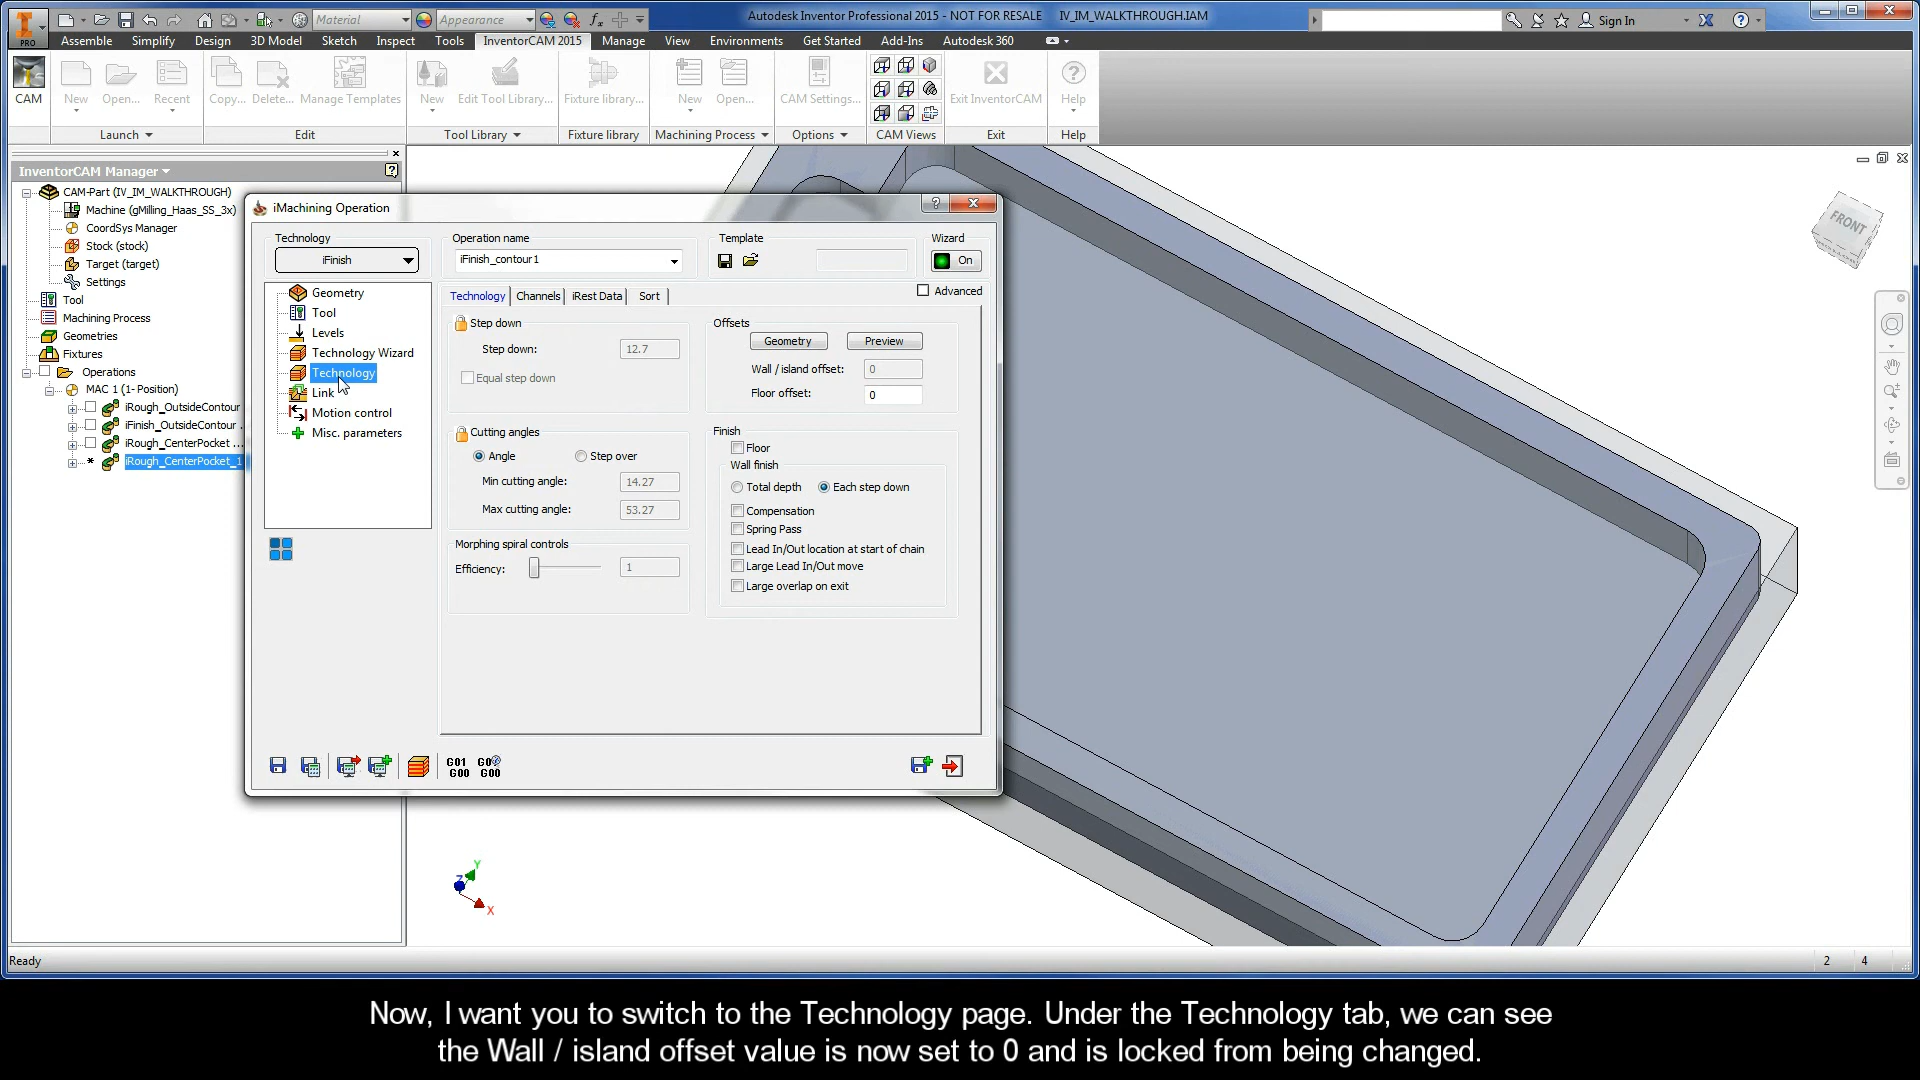 Material
Appearance
Autodesk Inventor Professional 2015 - NOT FOR RESALE IV_IM_WALKTHROUGH.IAM
Sign In
PRO
Assemble Simplify Design 3D Model Sketch Inspect Tools InventorCAM 2015 Manage View Environments Get Started Add-Ins Autodesk 360
CAM New Open... Recent Copy... Delete... Manage Templates New Edit Tool Library... Fixture library... New Open... CAM Settings... Exit InventorCAM Help
Launch Edit Tool Library Fixture library Machining Process Options CAM Views Exit Help
InventorCAM Manager
CAM-Part (IV_IM_WALKTHROUGH)
Machine (gMilling_Haas_SS_3x)
CoordSys Manager
Stock (stock)
Target (target)
Settings
Tool
Machining Process
Geometries
Fixtures
Operations
MAC 1 (1- Position)
iRough_OutsideContour
iFinish_OutsideContour .
iRough_CenterPocket ...
* iRough_CenterPocket_1
iMachining Operation
Technology
iFinish
Operation name
iFinish_contour1
Template
Wizard
On
Geometry
Tool
Levels
Technology Wizard
Technology
Link
Motion control
Misc. parameters
Technology Channels iRest Data Sort
Advanced
Step down
Step down: 12.7
Equal step down
Cutting angles
Angle Step over
Min cutting angle: 14.27
Max cutting angle: 53.27
Morphing spiral controls
Efficiency: 1
Offsets
Geometry Preview
Wall / island offset: 0
Floor offset: 0
Finish
Floor
Wall finish
Total depth Each step down
Compensation
Spring Pass
Lead In/Out location at start of chain
Large Lead In/Out move
Large overlap on exit
G01
G00
G0
G00
FRONT
Y
Z
X
Ready
2 4
Now, I want you to switch to the Technology page. Under the Technology tab, we can see
the Wall / island offset value is now set to 0 and is locked from being changed.